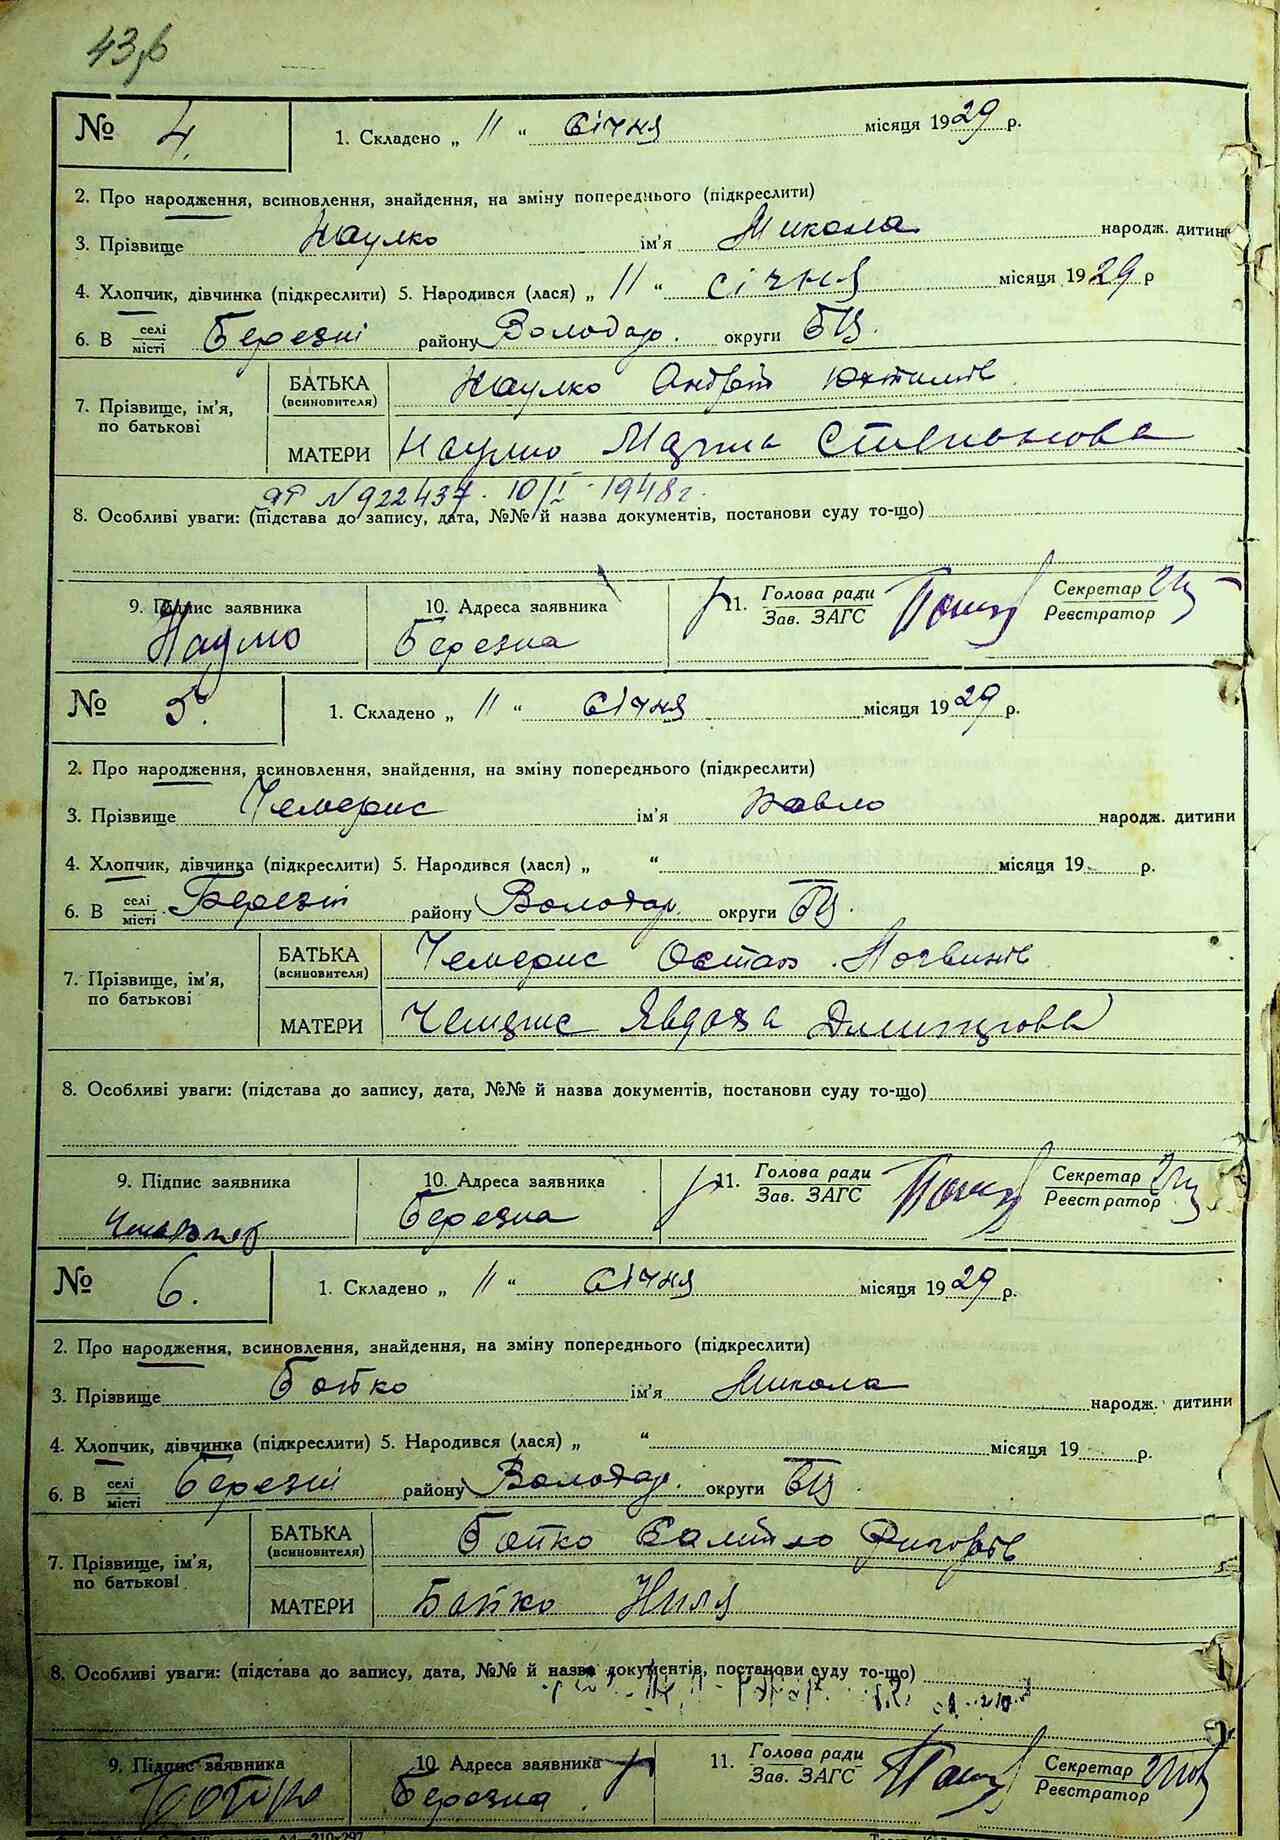 43
№ 4. 1. Складено „ 11 “ Січня місяця 1929 р.
2. Про народження, всиновлення, знайдення, на зміну попереднього (підкреслити)
3. Прізвище Наулко ім'я Микола народж. дитини
4. Хлопчик, дівчинка (підкреслити) 5. Народився (лася) „ 11 “ січня місяця 1929 р
6. В селі/місті Березні району Володар. округи БЦ.
7. Прізвище, ім'я, по батькові
БАТЬКА (всиновителя) Наулко Андрій
МАТЕРИ Наулко Марина Степанова
№ 922437. 10/I - 1948 г.
8. Особливі уваги: (підстава до запису, дата, №№ й назва документів, постанови суду то-що)
9. Підпис заявника 10. Адреса заявника 11. Голова ради/Зав. ЗАГС Секретар/Реєстратор
Наулко Березна
№ 5. 1. Складено „ 11 “ Січня місяця 1929 р.
2. Про народження, всиновлення, знайдення, на зміну попереднього (підкреслити)
3. Прізвище Чемерис ім'я Павло народж. дитини
4. Хлопчик, дівчинка (підкреслити) 5. Народився (лася) „ “ місяця 19 р.
6. В селі/місті Березні району Володар. округи БЦ.
7. Прізвище, ім'я, по батькові
БАТЬКА (всиновителя) Чемерис Остап Логвинів
МАТЕРИ Чемерис Явдоха Дмитрова
8. Особливі уваги: (підстава до запису, дата, №№ й назва документів, постанови суду то-що)
9. Підпис заявника 10. Адреса заявника 11. Голова ради/Зав. ЗАГС Секретар/Реєстратор
Березна
№ 6. 1. Складено „ 11 “ Січня місяця 1929 р.
2. Про народження, всиновлення, знайдення, на зміну попереднього (підкреслити)
3. Прізвище Бойко ім'я Микола народж. дитини
4. Хлопчик, дівчинка (підкреслити) 5. Народився (лася) „ “ місяця 19 р.
6. В селі/місті Березні району Володар. округи БЦ.
7. Прізвище, ім'я, по батькові
БАТЬКА (всиновителя) Бойко Самійло
МАТЕРИ Бойко Ниля
8. Особливі уваги: (підстава до запису, дата, №№ й назва документів, постанови суду то-що)
9. Підпис заявника 10. Адреса заявника 11. Голова ради/Зав. ЗАГС Секретар/Реєстратор
Березна